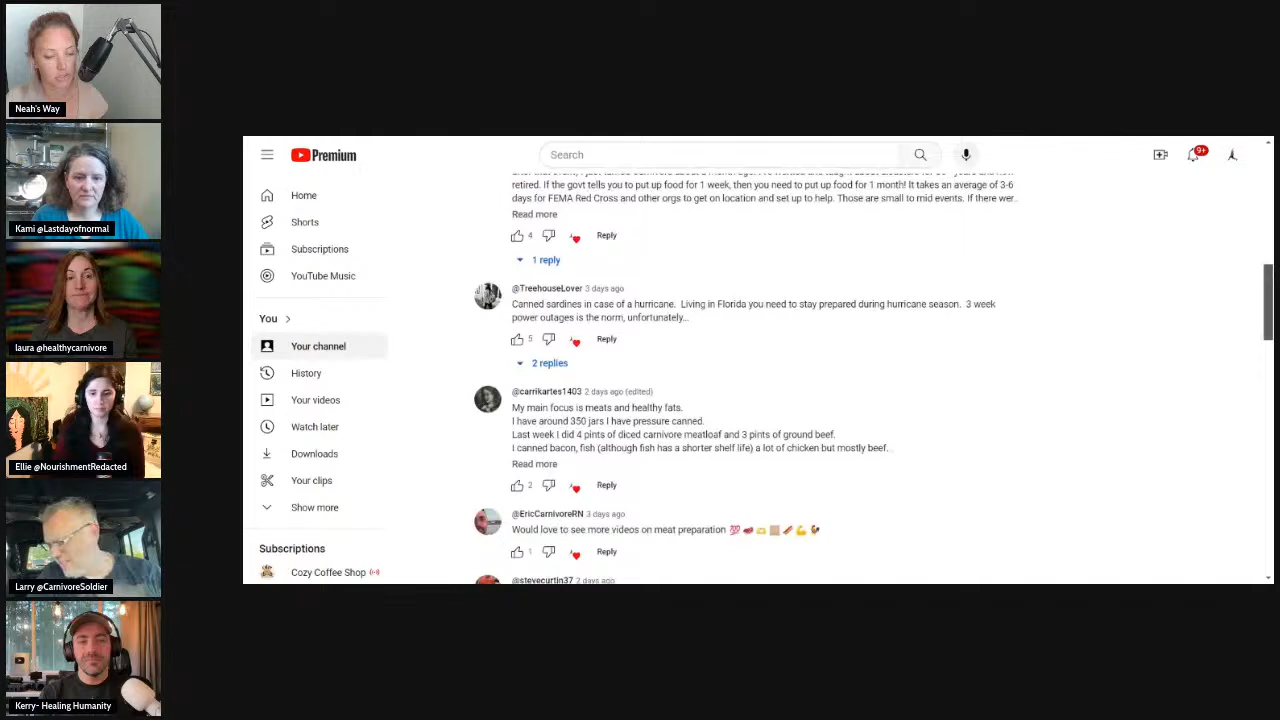 Neah's Way
Kami @Lastdayofnormal
laura @healthycarnivore
Ellie @NourishmentRedacted
Larry @CarnivoreSoldier
Kerry- Healing Humanity
Premium
Search
9+
Home
Shorts
Subscriptions
YouTube Music
You
Your channel
History
Your videos
Watch later
Downloads
Your clips
Show more
Subscriptions
Cozy Coffee Shop
retired. If the govt tells you to put up food for 1 week, then you need to put up food for 1 month! It takes an average of 3-6
days for FEMA Red Cross and other orgs to get on location and set up to help. Those are small to mid events. If there wer..
Read more
4 Reply
1 reply
@TreehouseLover 3 days ago
Canned sardines in case of a hurricane. Living in Florida you need to stay prepared during hurricane season. 3 week
power outages is the norm, unfortunately...
5 Reply
2 replies
@carrikartes1403 2 days ago (edited)
My main focus is meats and healthy fats.
I have around 350 jars I have pressure canned.
Last week I did 4 pints of diced carnivore meatloaf and 3 pints of ground beef.
I canned bacon, fish (although fish has a shorter shelf life) a lot of chicken but mostly beef..
Read more
2 Reply
@EricCarnivoreRN 3 days ago
Would love to see more videos on meat preparation 💯
1 Reply
@stevecurtin37 2 days ago